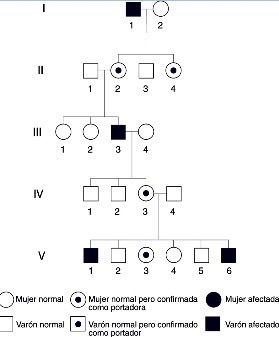 I
1 2
II
1 2 3 4
III
1 2 3 4
IV
1 2 3 4
V
1 2 3 4 5 6
Mujer normal Mujer normal pero confirmada como portadora Mujer afectada
Varón normal Varón normal pero confirmado como portador Varón afectado